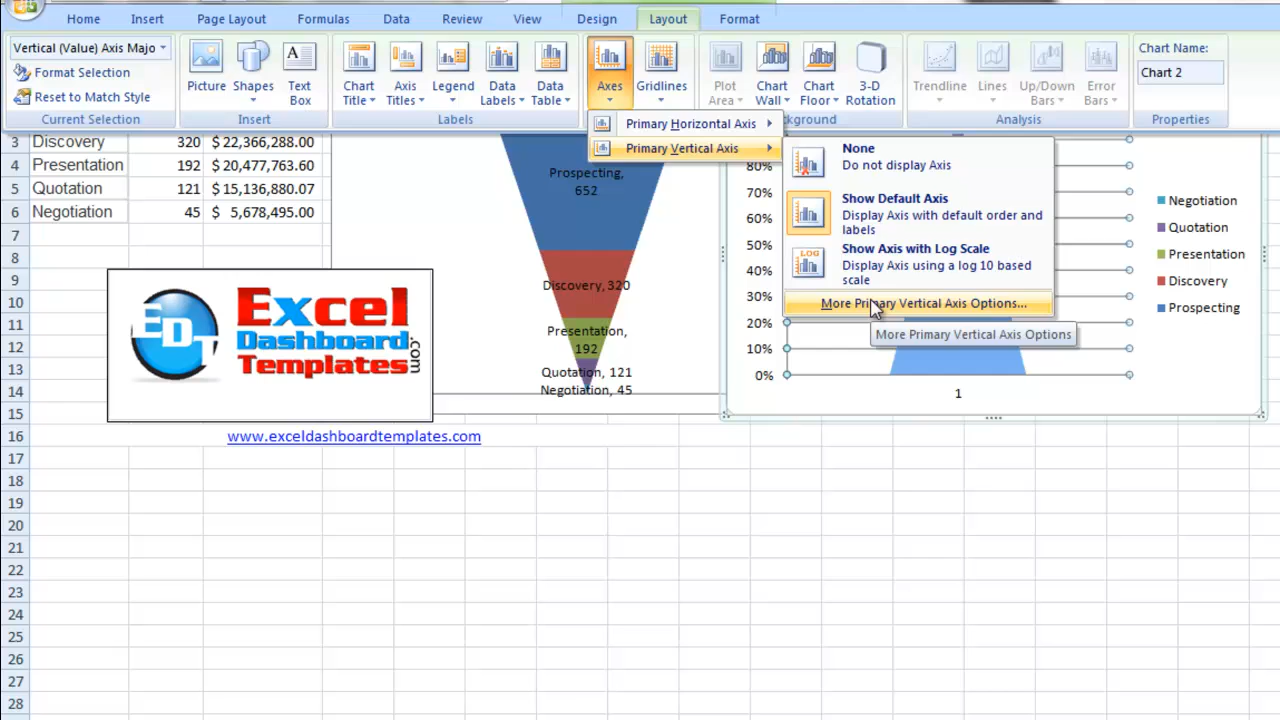 Home Insert Page Layout Formulas Data Review View Design Layout Format
Vertical (Value) Axis Majo
Format Selection
Reset to Match Style
Current Selection
Picture
Shapes
Text
Box
Insert
Chart
Title
Axis
Titles
Legend
Data
Labels
Data
Table
Labels
Axes
Gridlines
Plot
Area
Chart
Wall
Chart
Floor
3-D
Rotation
kground
Trendline
Lines
Up/Down
Bars
Error
Bars
Analysis
Chart Name:
Chart 2
Properties
Primary Horizontal Axis
Primary Vertical Axis
None
Do not display Axis
Show Default Axis
Display Axis with default order and
labels
Show Axis with Log Scale
LOG
Display Axis using a log 10 based
scale
More Primary Vertical Axis Options...
More Primary Vertical Axis Options
3 Discovery 320 $ 22,366,288.00
4 Presentation 192 $ 20,477,763.60
5 Quotation 121 $ 15,136,880.07
6 Negotiation 45 $ 5,678,495.00
7
8
9
10
11
12
13
14
15
16
17
18
19
20
21
22
23
24
25
26
27
28
EDT
Excel
Dashboard
Templates
.com
www.exceldashboardtemplates.com
Prospecting,
652
Discovery, 320
Presentation,
192
Quotation, 121
Negotiation, 45
80%
70%
60%
50%
40%
30%
20%
10%
0%
1
Negotiation
Quotation
Presentation
Discovery
Prospecting